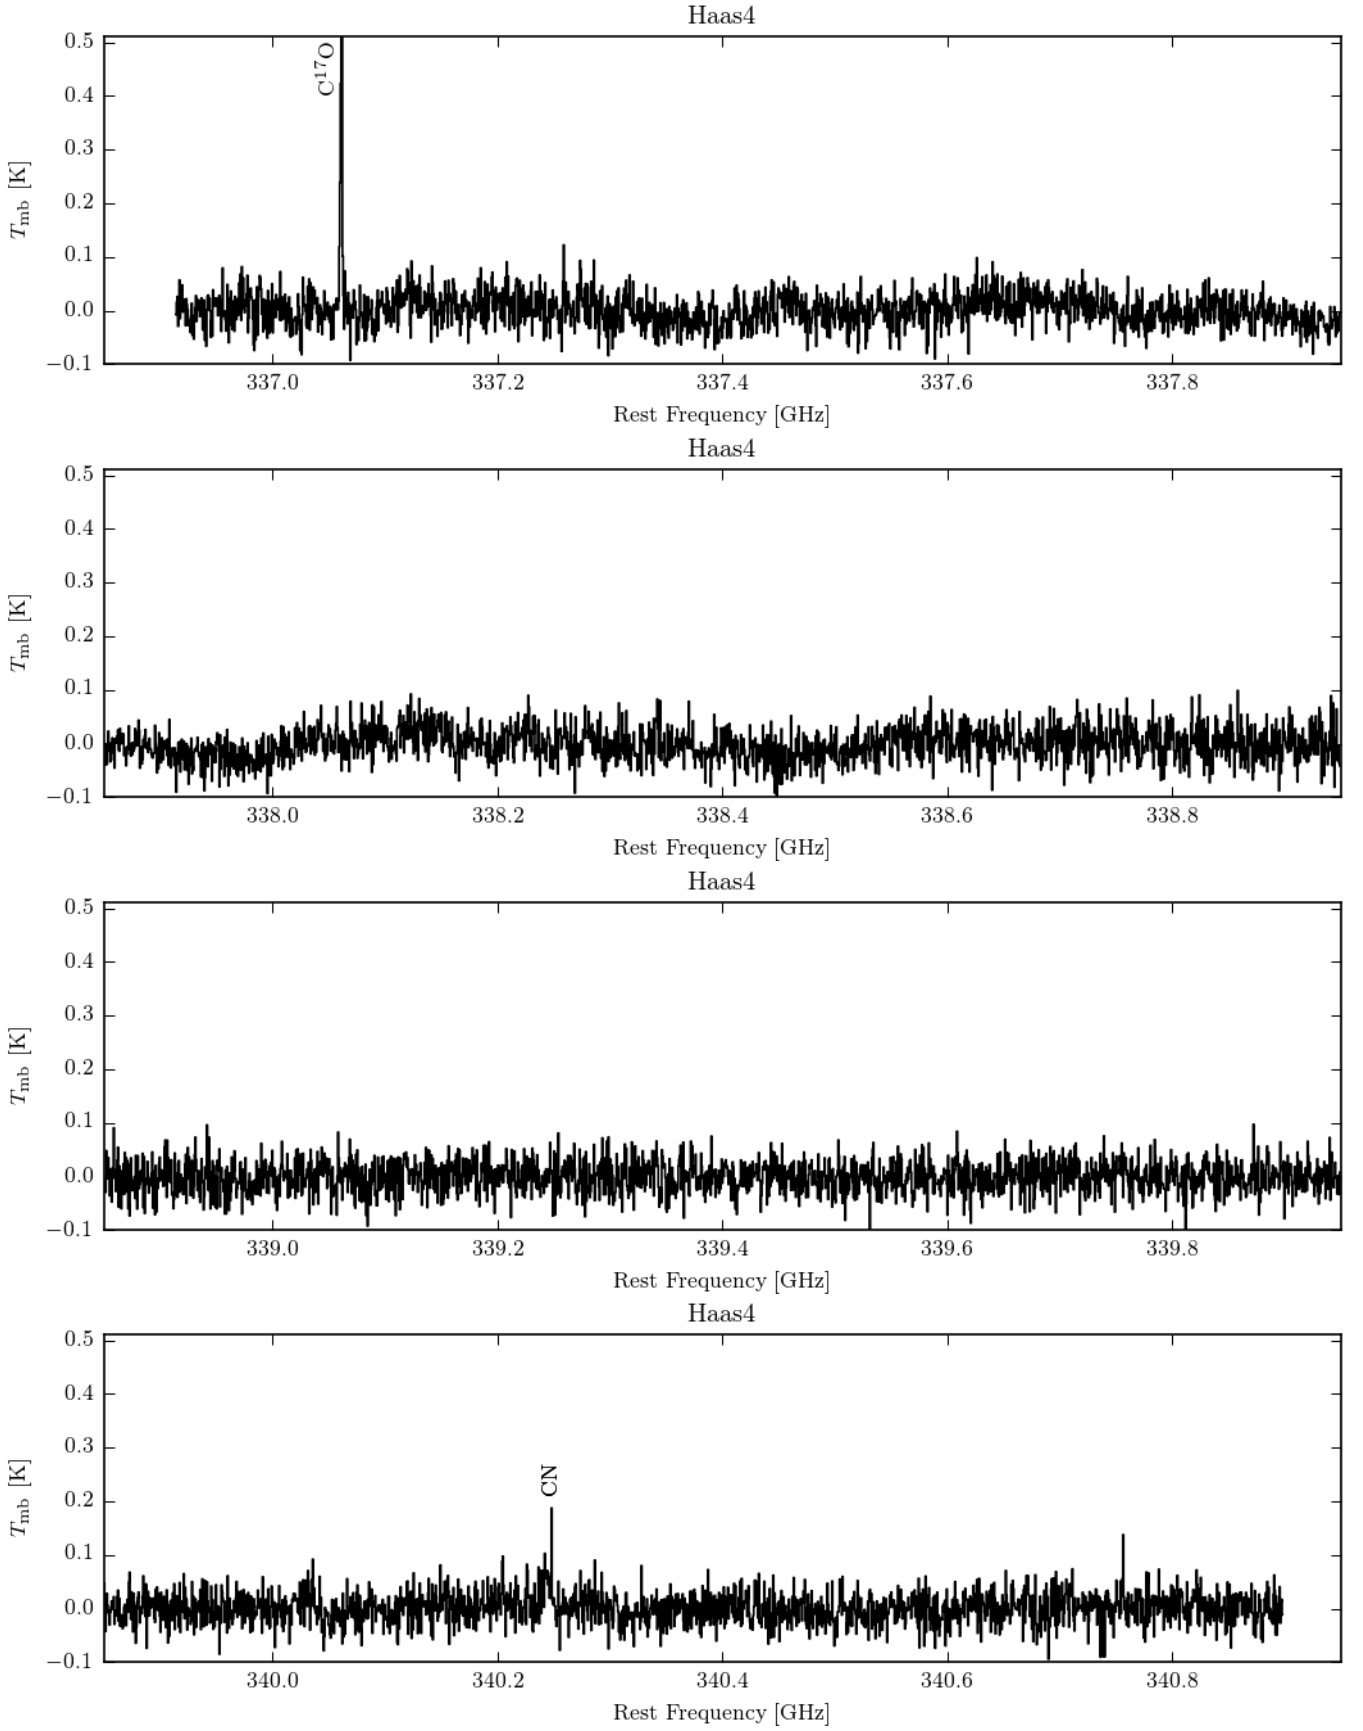 Haas4
0.5
0.4
0.3
0.2
0.1
0.0
−0.1
T_mb [K]
C^17O
337.0 337.2 337.4 337.6 337.8
Rest Frequency [GHz]
Haas4
0.5
0.4
0.3
0.2
0.1
0.0
−0.1
T_mb [K]
338.0 338.2 338.4 338.6 338.8
Rest Frequency [GHz]
Haas4
0.5
0.4
0.3
0.2
0.1
0.0
−0.1
T_mb [K]
339.0 339.2 339.4 339.6 339.8
Rest Frequency [GHz]
Haas4
0.5
0.4
0.3
0.2
0.1
0.0
−0.1
T_mb [K]
CN
340.0 340.2 340.4 340.6 340.8
Rest Frequency [GHz]